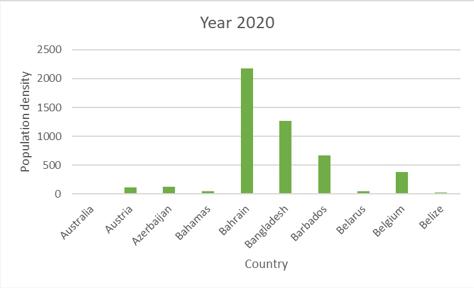 Year 2020
Population density
2500
2000
1500
1000
500
0
Australia
Austria
Azerbaijan
Bahamas
Bahrain
Bangladesh
Barbados
Belarus
Belgium
Belize
Country